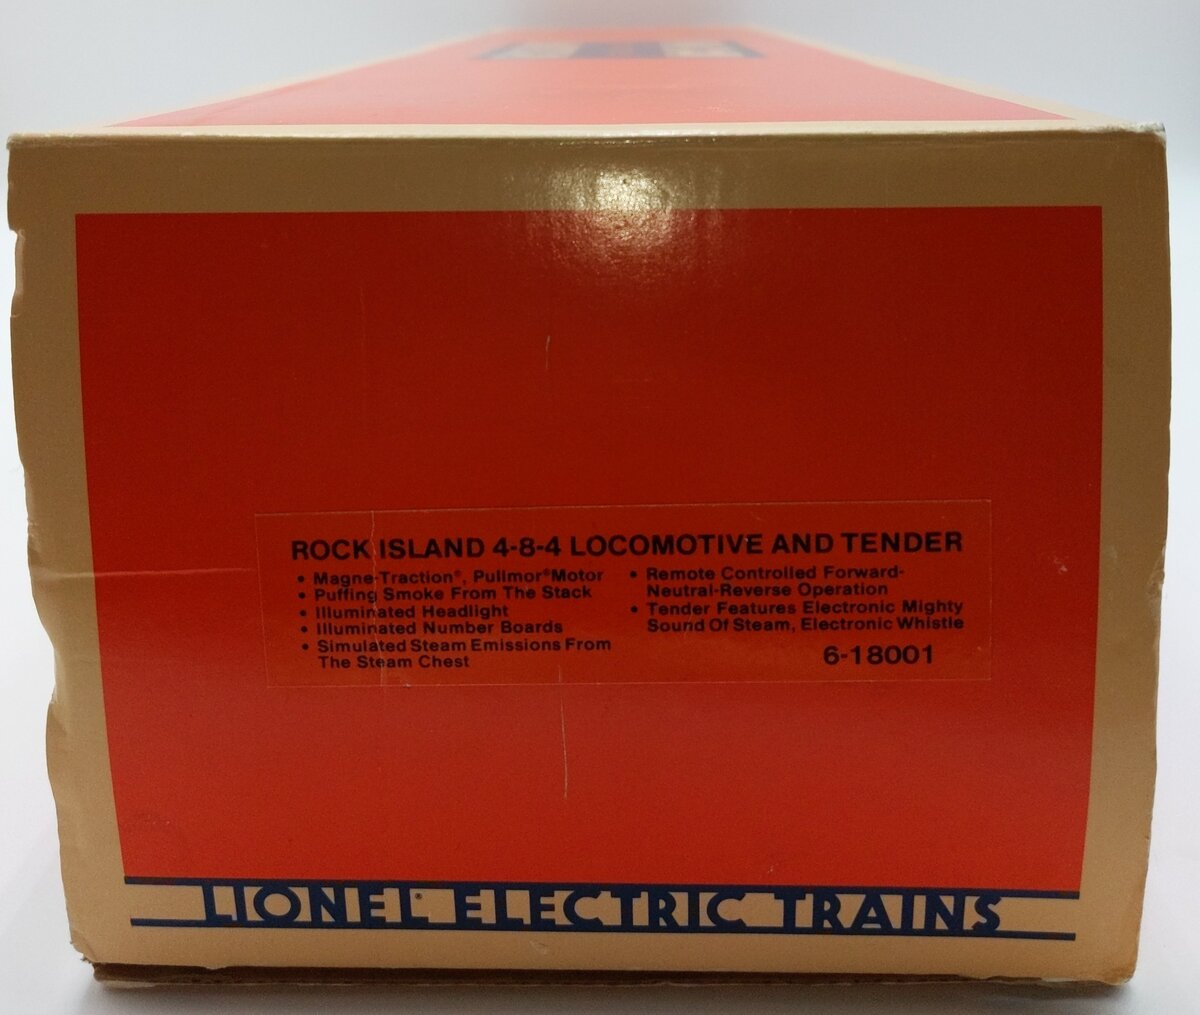 ROCK ISLAND 4-8-4 LOCOMOTIVE AND TENDER
• Magne-Traction®, Pullmor® Motor
• Puffing Smoke From The Stack
• Illuminated Headlight
• Illuminated Number Boards
• Simulated Steam Emissions From
The Steam Chest
• Remote Controlled Forward-
Neutral-Reverse Operation
• Tender Features Electronic Mighty
Sound Of Steam, Electronic Whistle
6-18001
LIONEL® ELECTRIC TRAINS